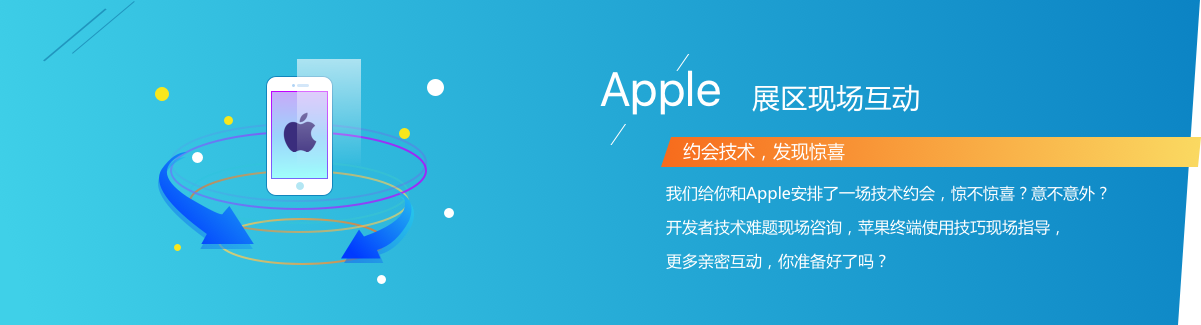 Apple 展区现场互动
约会技术，发现惊喜
我们给你和Apple安排了一场技术约会，惊不惊喜？意不意外？
开发者技术难题现场咨询，苹果终端使用技巧现场指导，
更多亲密互动，你准备好了吗？